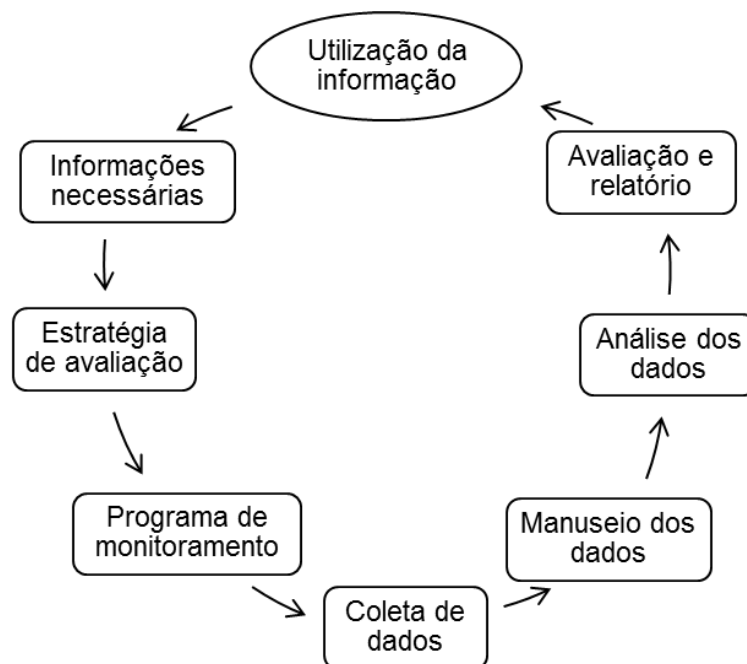 Utilização da
informação
Informações
necessárias
Estratégia
de avaliação
Programa de
monitoramento
Coleta de
dados
Manuseio dos
dados
Análise dos
dados
Avaliação e
relatório